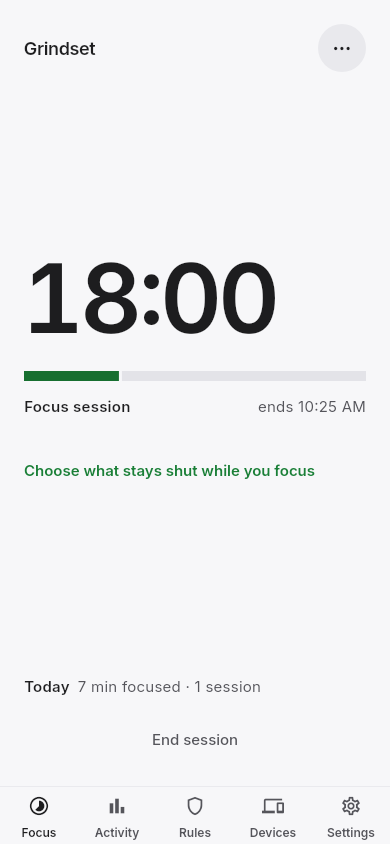 Grindset
18:00
Focus session
ends 10:25 AM
Choose what stays shut while you focus
Today 7 min focused · 1 session
End session
Focus
Activity
Rules
Devices
Settings